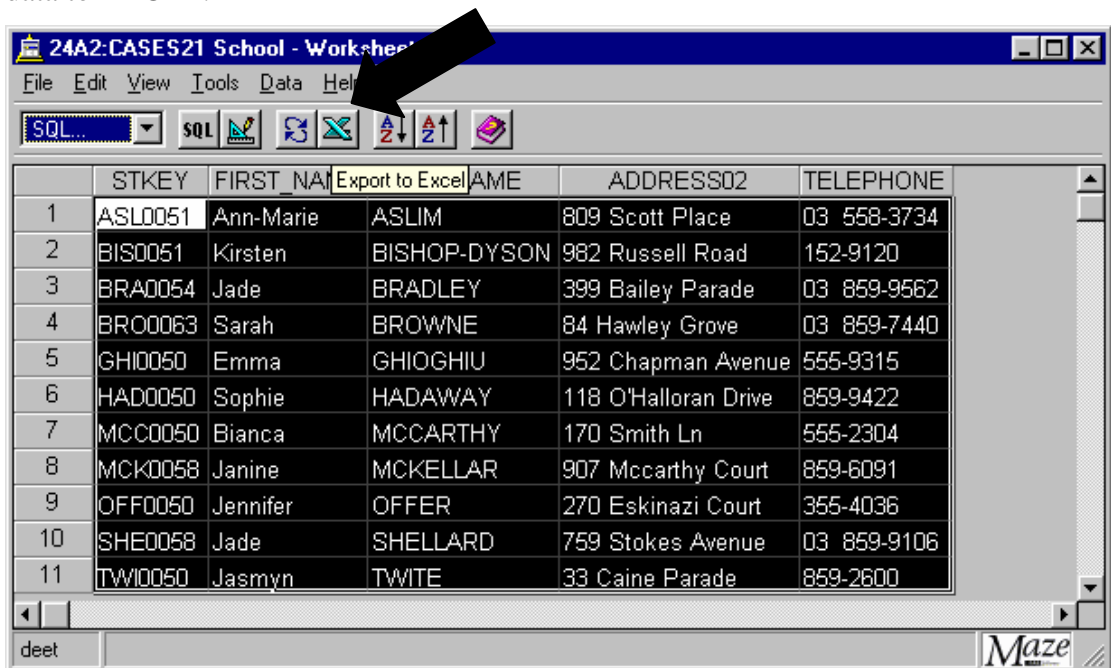 24A2:CASES21 School - Workshee
File Edit View Tools Data Hel
SQL... SQL
Export to Excel
STKEY FIRST_NA AME ADDRESS02 TELEPHONE
1 ASL0051 Ann-Marie ASLIM 809 Scott Place 03 558-3734
2 BIS0051 Kirsten BISHOP-DYSON 982 Russell Road 152-9120
3 BRA0054 Jade BRADLEY 399 Bailey Parade 03 859-9562
4 BRO0063 Sarah BROWNE 84 Hawley Grove 03 859-7440
5 GHI0050 Emma GHIOGHIU 952 Chapman Avenue 555-9315
6 HAD0050 Sophie HADAWAY 118 O'Halloran Drive 859-9422
7 MCC0050 Bianca MCCARTHY 170 Smith Ln 555-2304
8 MCK0058 Janine MCKELLAR 907 Mccarthy Court 859-6091
9 OFF0050 Jennifer OFFER 270 Eskinazi Court 355-4036
10 SHE0058 Jade SHELLARD 759 Stokes Avenue 03 859-9106
11 TWI0050 Jasmyn TWITE 33 Caine Parade 859-2600
deet Maze